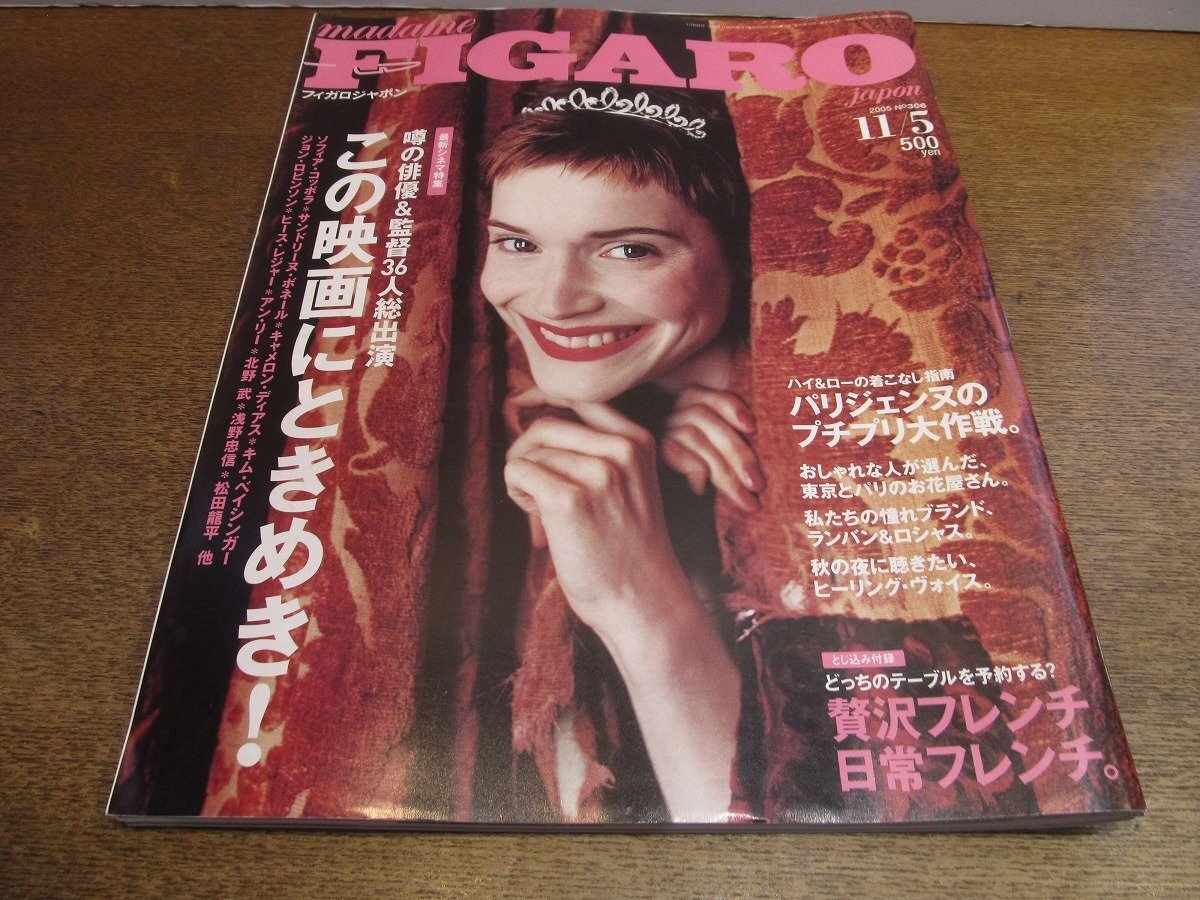 madame
FIGARO
japon
フィガロジャポン
2005 Nº306
11/5
500
yen
最新シネマ特集
噂の俳優&監督36人総出演
この映画にときめき!
ソフィア・コッポラ*サンドリーヌ・ボネール*キャメロン・ディアス*キム・ベイシンガー
ジョン・ロビンソン*ヒース・レジャー*アン・リー*北野 武*浅野忠信*松田龍平 他
ハイ&ローの着こなし指南
パリジェンヌの
プチプリ大作戦。
おしゃれな人が選んだ、
東京とパリのお花屋さん。
私たちの憧れブランド、
ランバン&ロシャス。
秋の夜に聴きたい、
ヒーリング・ヴォイス。
とじ込み付録
どっちのテーブルを予約する?
贅沢フレンチ
日常フレンチ。